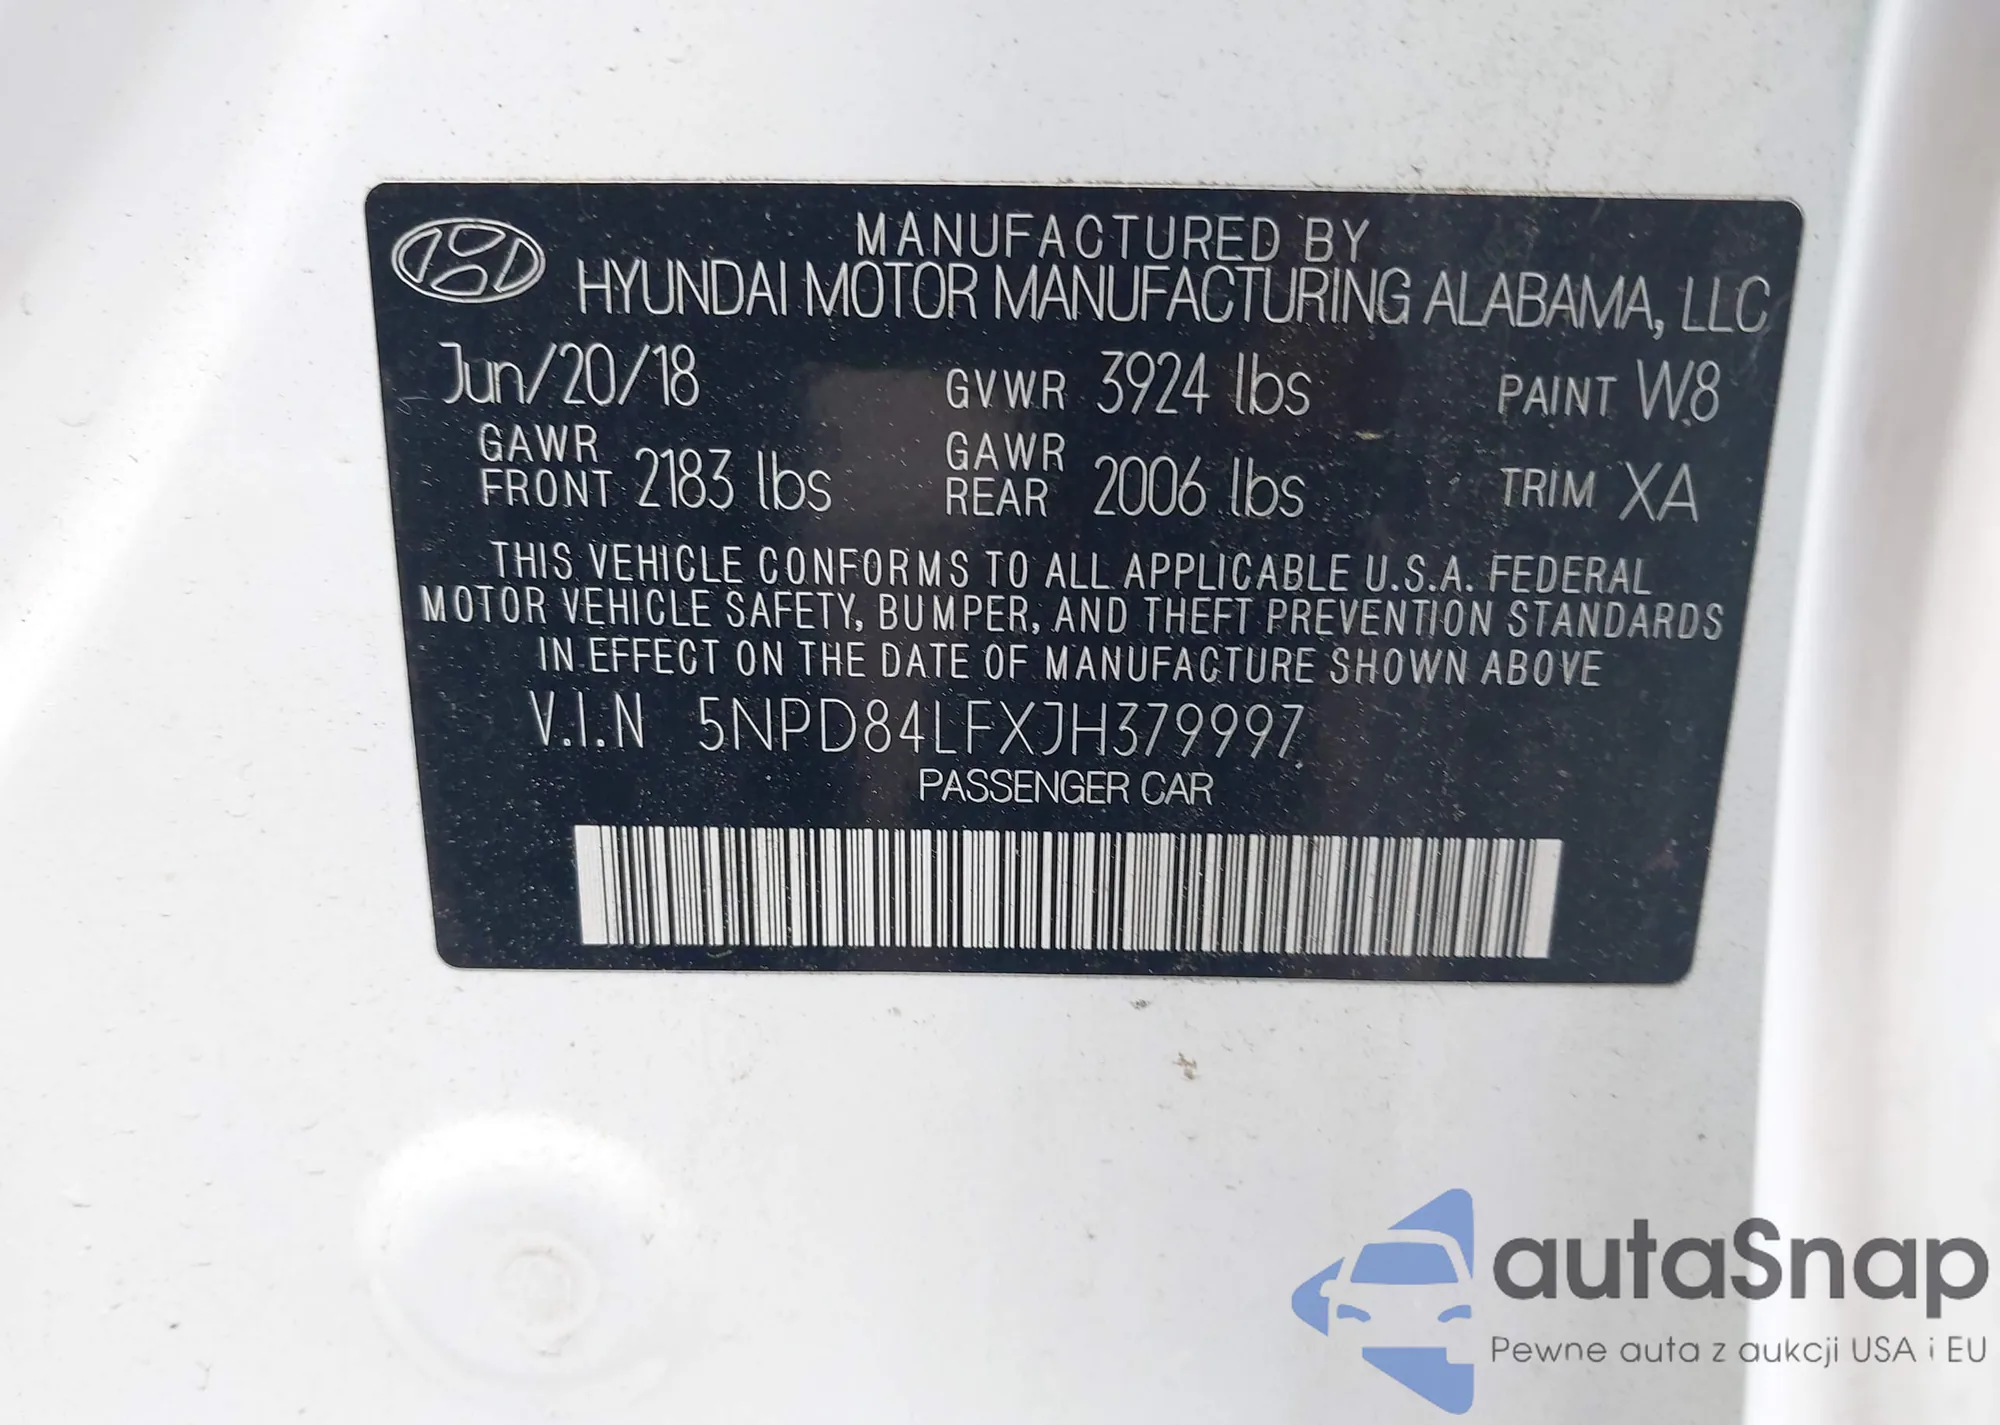 MANUFACTURED BY
HYUNDAI MOTOR MANUFACTURING ALABAMA, LLC
Jun/20/18 GVWR 3924 lbs PAINT W8
GAWR FRONT 2183 lbs GAWR REAR 2006 lbs TRIM XA
THIS VEHICLE CONFORMS TO ALL APPLICABLE U.S.A. FEDERAL
MOTOR VEHICLE SAFETY, BUMPER, AND THEFT PREVENTION STANDARDS
IN EFFECT ON THE DATE OF MANUFACTURE SHOWN ABOVE
V.I.N 5NPD84LFXJH379997
PASSENGER CAR
autaSnap
Pewne auta z aukcji USA i EU